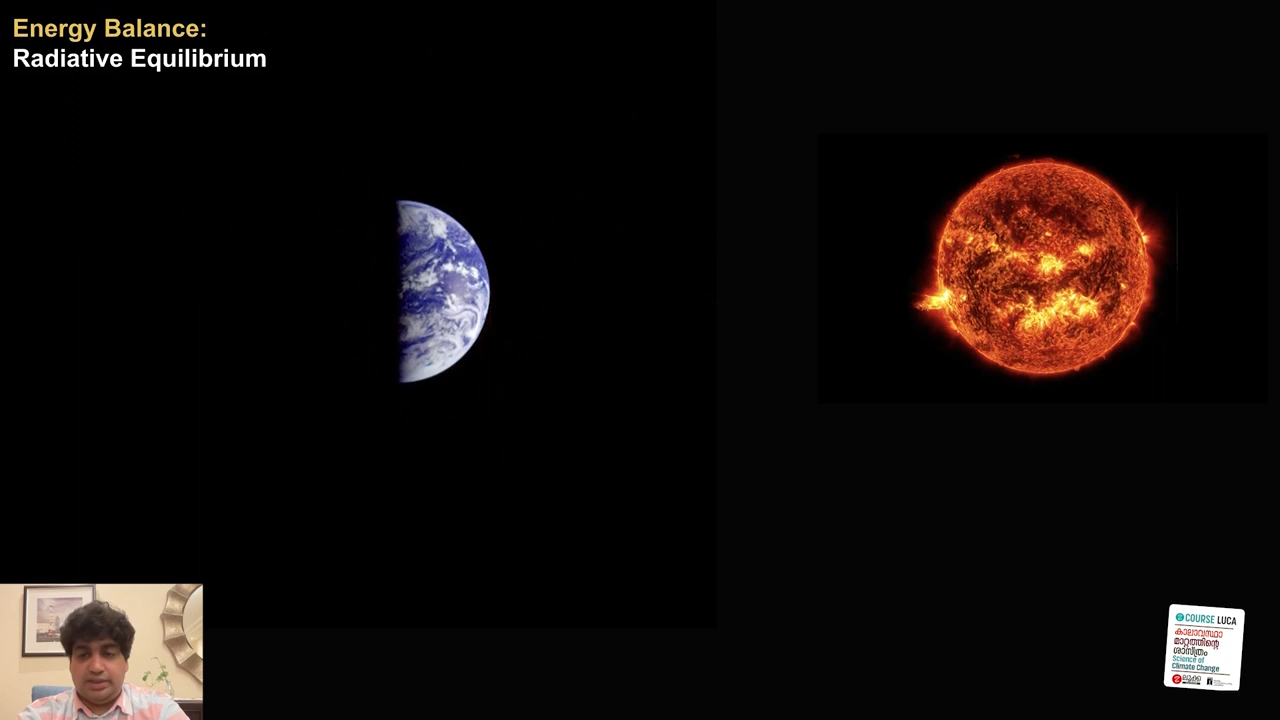 Energy Balance:
Radiative Equilibrium
COURSE LUCA
കാലാവസ്ഥാ
മാറ്റത്തിന്റെ
ശാസ്ത്രം
Science of
Climate Change
ലൂക്ക